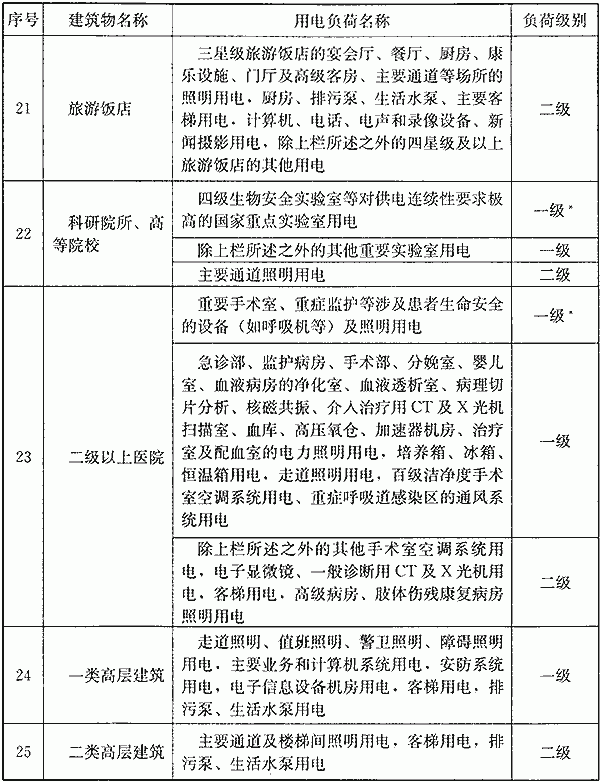 序号 建筑物名称 用电负荷名称 负荷级别
21 旅游饭店 三星级旅游饭店的宴会厅、餐厅、厨房、康
乐设施、门厅及高级客房、主要通道等场所的
照明用电，厨房、排污泵、生活水泵、主要客
梯用电，计算机、电话、电声和录像设备、新
闻摄影用电，除上栏所述之外的四星级及以上
旅游饭店的其他用电
二级
22 科研院所、高
等院校
四级生物安全实验室等对供电连续性要求极
高的国家重点实验室用电
一级*
除上栏所述之外的其他重要实验室用电 一级
主要通道照明用电 二级
23 二级以上医院
重要手术室、重症监护等涉及患者生命安全
的设备（如呼吸机等）及照明用电
一级*
急诊部、监护病房、手术部、分娩室、婴儿
室、血液病房的净化室、血液透析室、病理切
片分析、核磁共振、介入治疗用CT及X光机
扫描室、血库、高压氧仓、加速器机房、治疗
室及配血室的电力照明用电，培养箱、冰箱、
恒温箱用电，走道照明用电，百级洁净度手术
室空调系统用电、重症呼吸道感染区的通风系
统用电
一级
除上栏所述之外的其他手术室空调系统用
电，电子显微镜、一般诊断用CT及X光机用
电，客梯用电，高级病房、肢体伤残康复病房
照明用电
二级
24 一类高层建筑
走道照明、值班照明、警卫照明、障碍照明
用电，主要业务和计算机系统用电，安防系统
用电，电子信息设备机房用电，客梯用电，排
污泵、生活水泵用电
一级
25 二类高层建筑
主要通道及楼梯间照明用电，客梯用电，排
污泵、生活水泵用电
二级